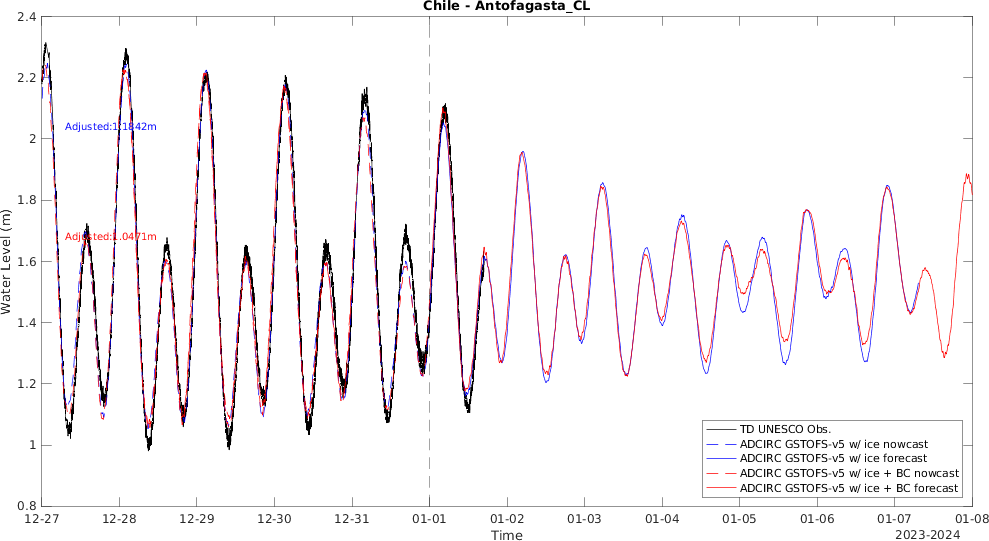 Chile - Antofagasta_CL
2.4
2.2
2
1.8
1.6
1.4
1.2
1
0.8
Water Level (m)
Adjusted:1.1842m
Adjusted:1.0471m
TD UNESCO Obs.
ADCIRC GSTOFS-v5 w/ ice nowcast
ADCIRC GSTOFS-v5 w/ ice forecast
ADCIRC GSTOFS-v5 w/ ice + BC nowcast
ADCIRC GSTOFS-v5 w/ ice + BC forecast
12-27 12-28 12-29 12-30 12-31 01-01 01-02 01-03 01-04 01-05 01-06 01-07 01-08
Time
2023-2024